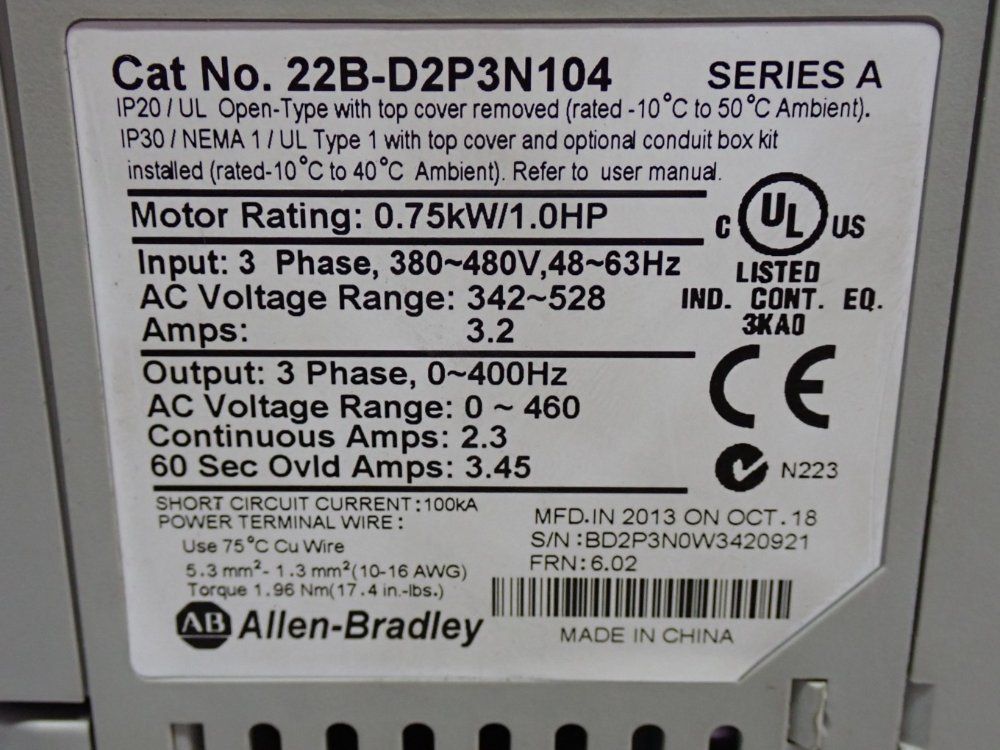 Cat No. 22B-D2P3N104 SERIES A
IP20 / UL Open-Type with top cover removed (rated -10°C to 50°C Ambient).
IP30 / NEMA 1 / UL Type 1 with top cover and optional conduit box kit
installed (rated-10°C to 40°C Ambient). Refer to user manual.
Motor Rating: 0.75kW/1.0HP
C UL US
LISTED
IND. CONT. EQ.
3KA0
Input: 3 Phase, 380~480V,48~63Hz
AC Voltage Range: 342~528
Amps: 3.2
CE
Output: 3 Phase, 0~400Hz
AC Voltage Range: 0 ~ 460
Continuous Amps: 2.3
60 Sec Ovld Amps: 3.45
N223
SHORT CIRCUIT CURRENT:100kA
POWER TERMINAL WIRE:
Use 75°C Cu Wire
5.3 mm²- 1.3 mm²(10-16 AWG)
Torque 1.96 Nm(17.4 in.-lbs.)
MFD.IN 2013 ON OCT.18
S/N:BD2P3N0W3420921
FRN:6.02
AB Allen-Bradley
MADE IN CHINA